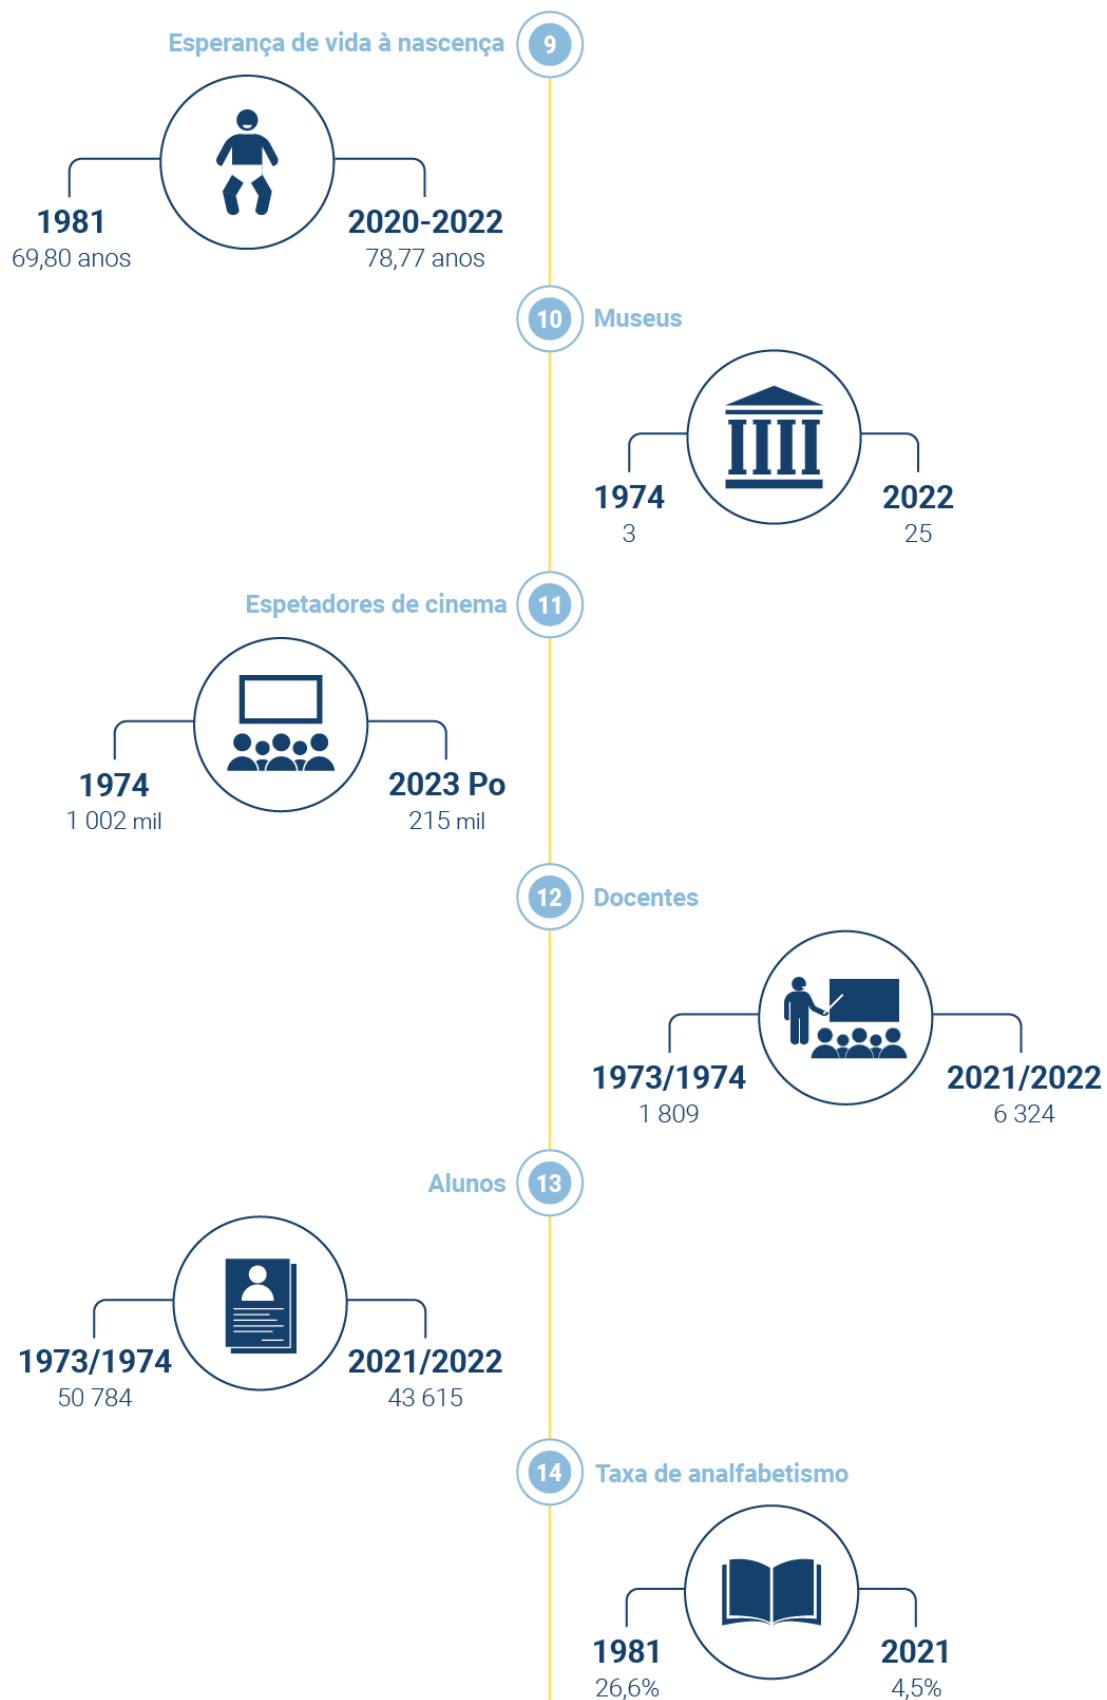 Esperança de vida à nascença
9
1981
69,80 anos
2020-2022
78,77 anos
10
Museus
1974
3
2022
25
Espetadores de cinema
11
1974
1 002 mil
2023 Po
215 mil
12
Docentes
1973/1974
1 809
2021/2022
6 324
Alunos
13
1973/1974
50 784
2021/2022
43 615
14
Taxa de analfabetismo
1981
26,6%
2021
4,5%